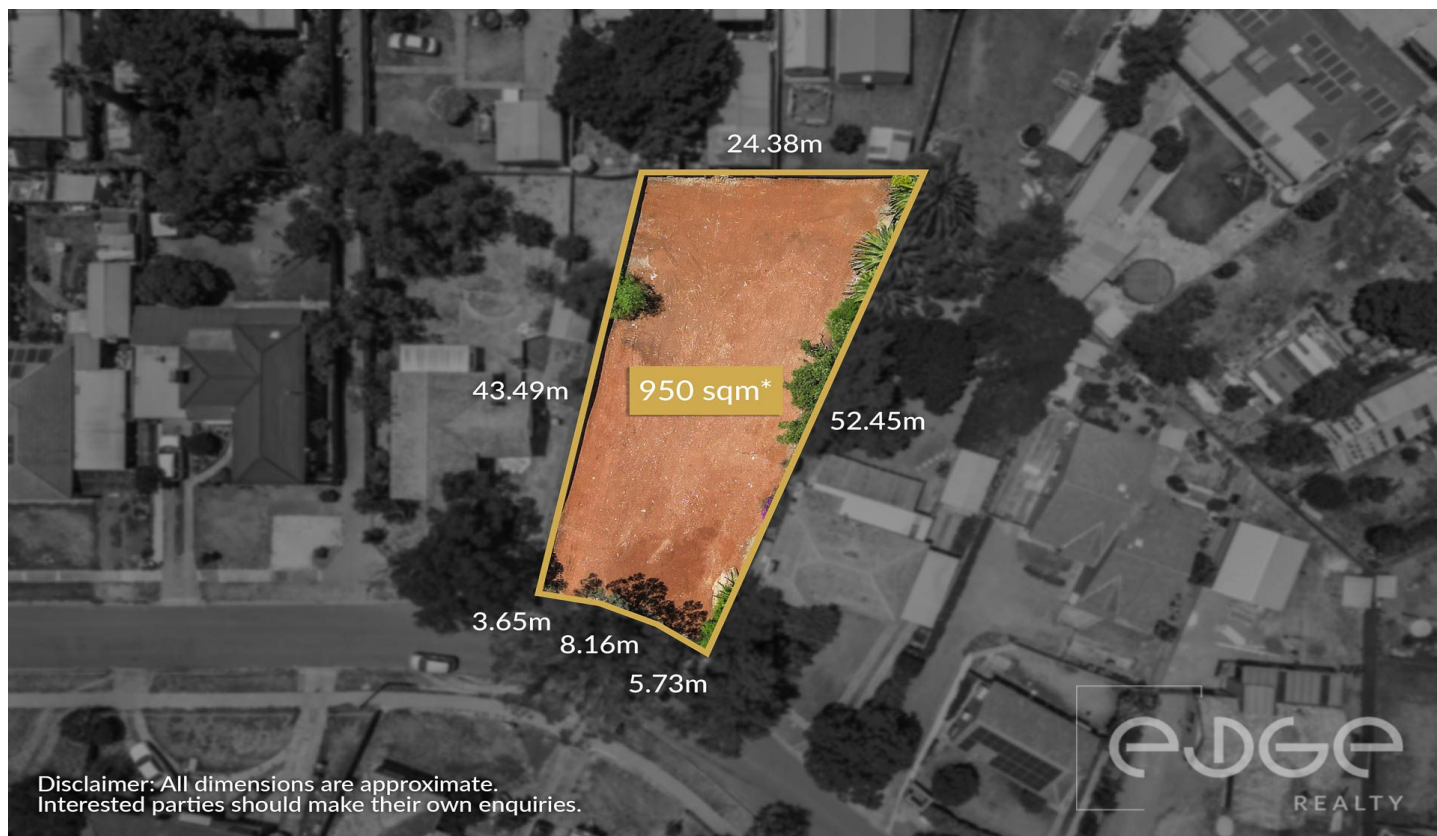 24.38m
43.49m
950 sqm*
52.45m
3.65m
8.16m
5.73m
Disclaimer: All dimensions are approximate.
Interested parties should make their own enquiries.
eDGe
REALTY